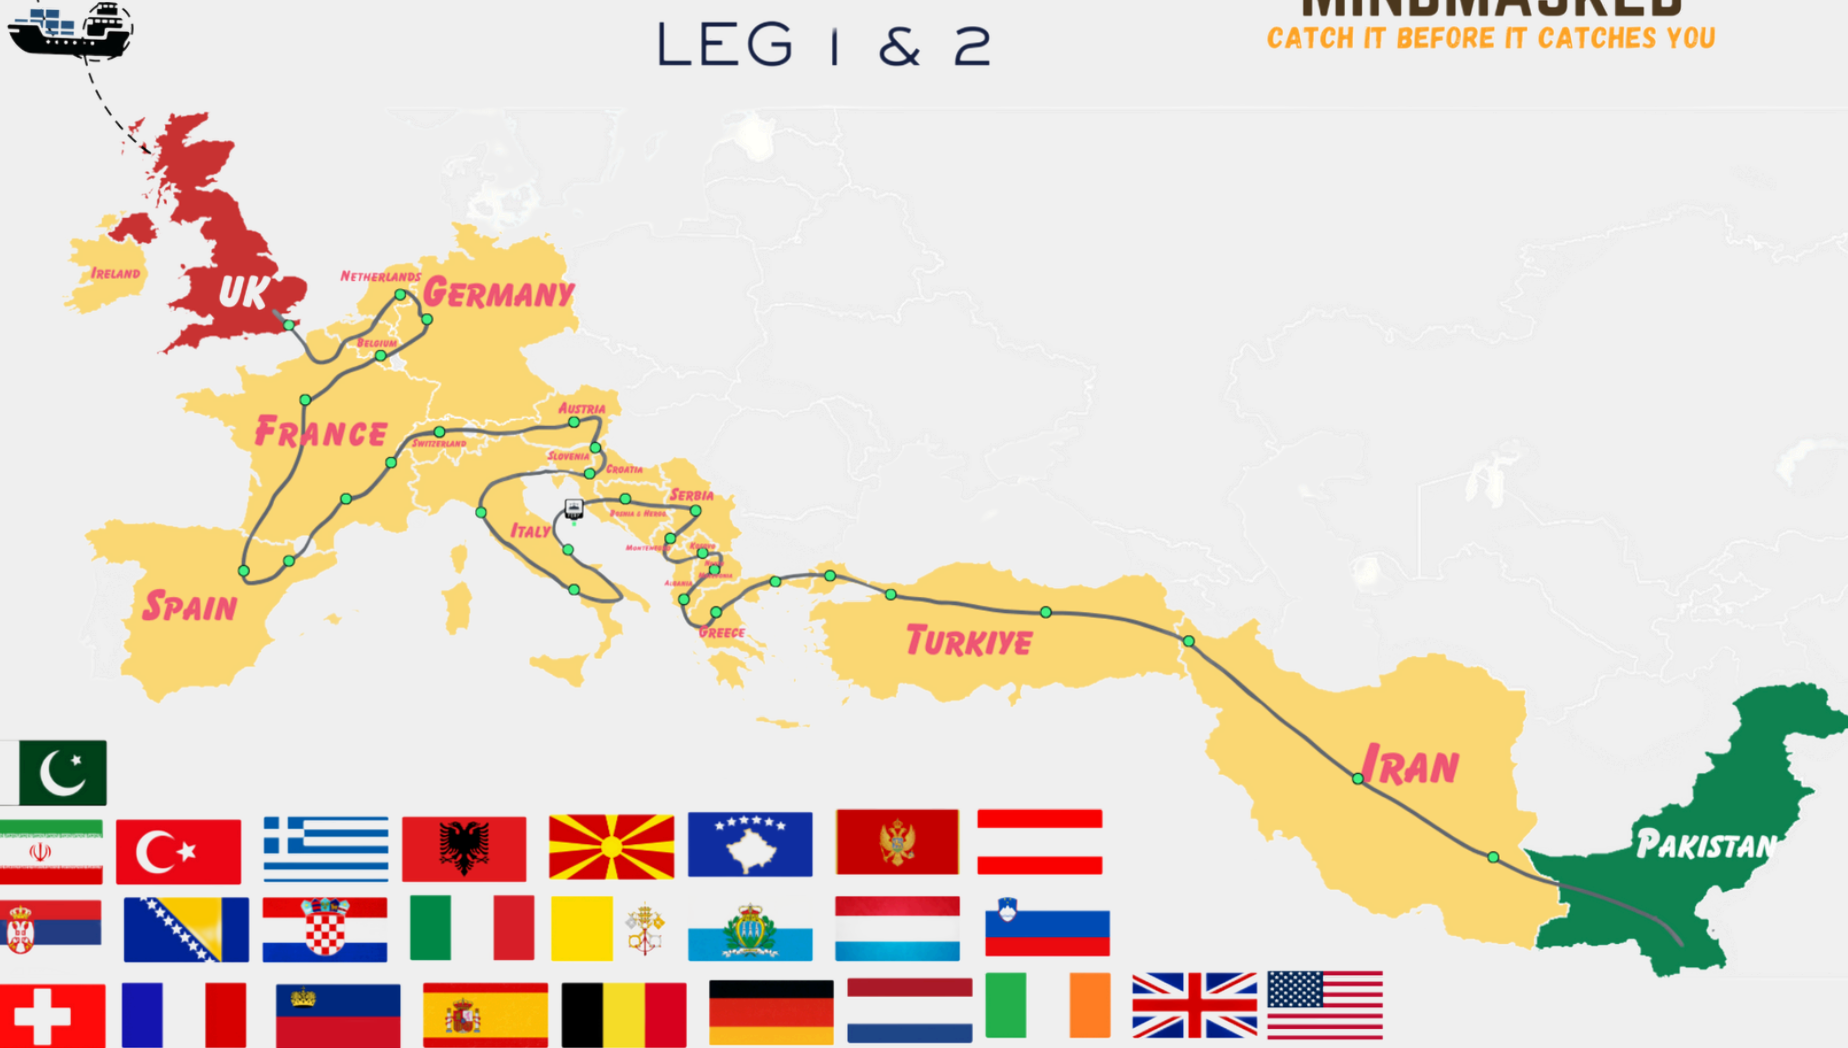 MINDMASKED
LEG 1 & 2
CATCH IT BEFORE IT CATCHES YOU
IRELAND
UK
NETHERLANDS
GERMANY
BELGIUM
FRANCE
AUSTRIA
SWITZERLAND
SLOVENIA
CROATIA
SERBIA
BOSNIA & HERZE
ITALY
MONTENEGRO
KOSOVO
ALBANIA
SPAIN
GREECE
TURKIYE
IRAN
PAKISTAN